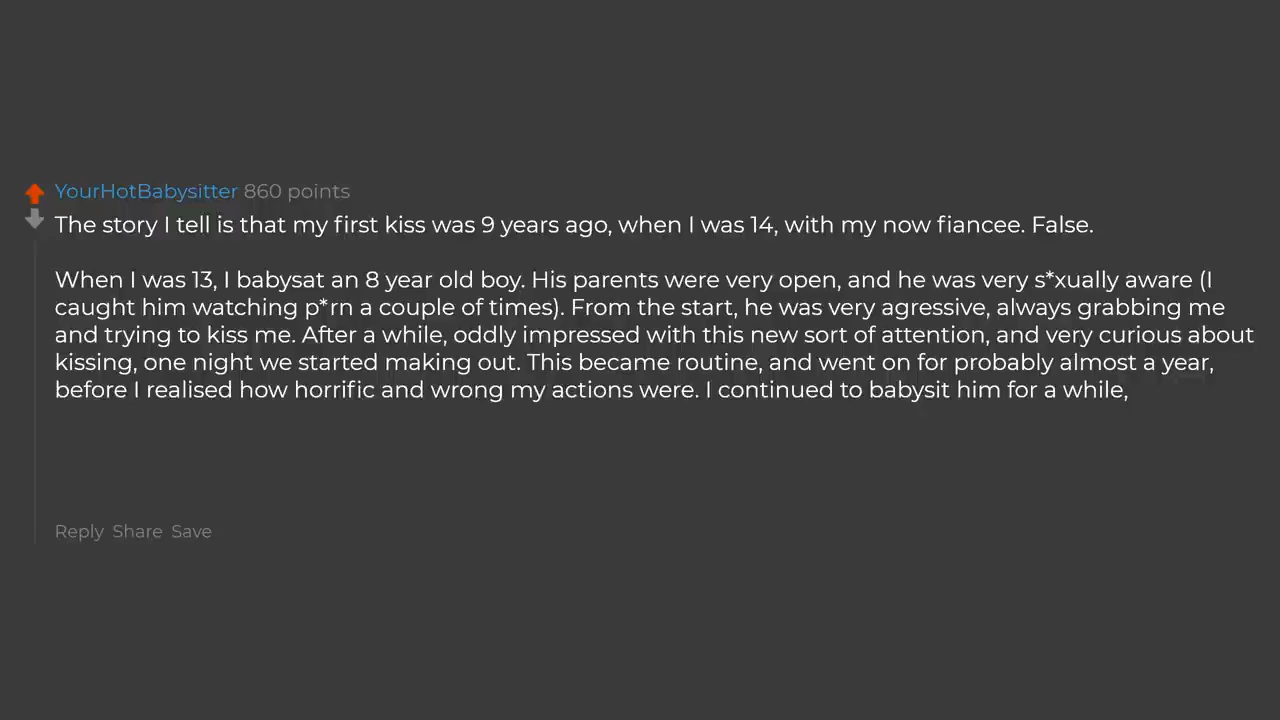 YourHotBabysitter 860 points
The story I tell is that my first kiss was 9 years ago, when I was 14, with my now fiancee. False.
When I was 13, I babysat an 8 year old boy. His parents were very open, and he was very s*xually aware (I
caught him watching p*rn a couple of times). From the start, he was very agressive, always grabbing me
and trying to kiss me. After a while, oddly impressed with this new sort of attention, and very curious about
kissing, one night we started making out. This became routine, and went on for probably almost a year,
before I realised how horrific and wrong my actions were. I continued to babysit him for a while,
Reply Share Save